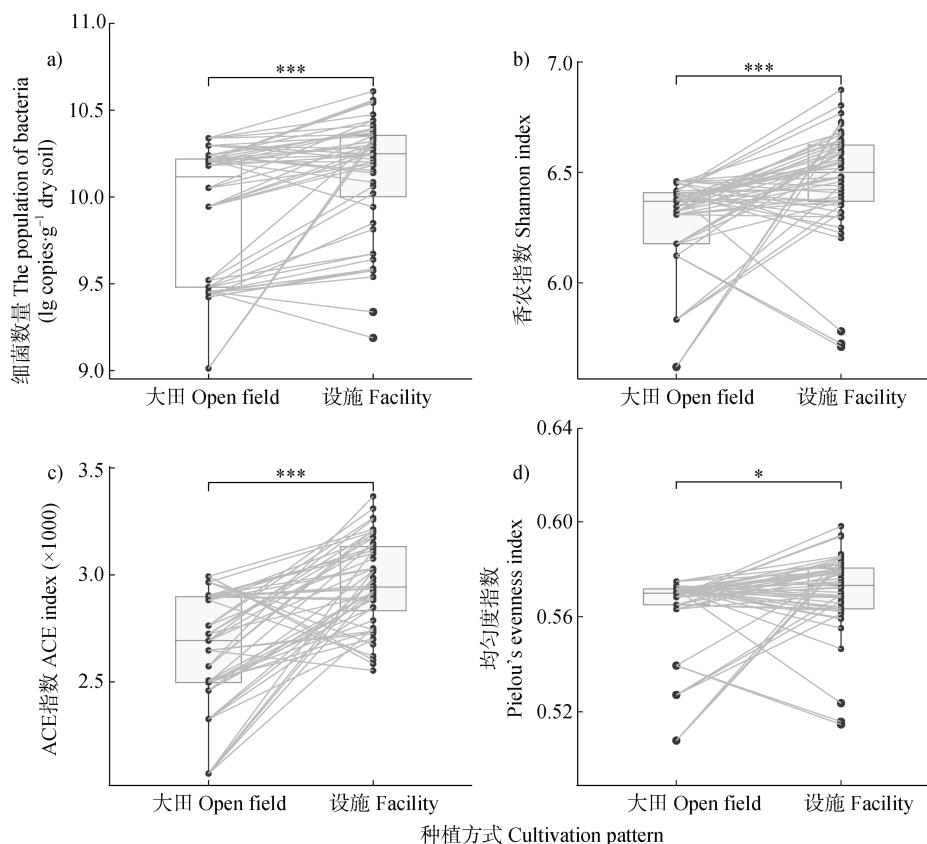 a)
细菌数量 The population of bacteria
(lg copies·g⁻¹ dry soil)
11.0
10.5
10.0
9.5
9.0
***
大田 Open field
设施 Facility
b)
香农指数 Shannon index
7.0
6.5
6.0
***
大田 Open field
设施 Facility
c)
ACE指数 ACE index (×1000)
3.5
3.0
2.5
***
大田 Open field
设施 Facility
d)
均匀度指数
Pielou's evenness index
0.64
0.60
0.56
0.52
*
大田 Open field
设施 Facility
种植方式 Cultivation pattern